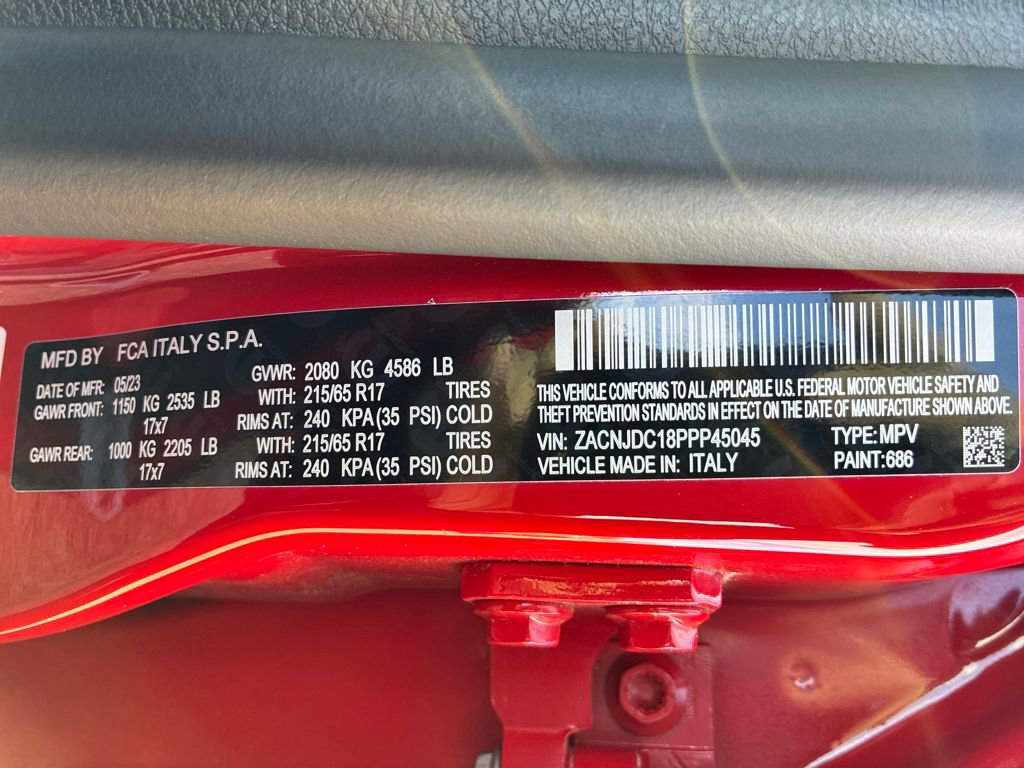 MFD BY FCA ITALY S.P.A.
DATE OF MFR: 05/23 GVWR: 2080 KG 4586 LB
GAWR FRONT: 1150 KG 2535 LB WITH: 215/65 R17 TIRES
17x7 RIMS AT: 240 KPA (35 PSI) COLD
GAWR REAR: 1000 KG 2205 LB WITH: 215/65 R17 TIRES
17x7 RIMS AT: 240 KPA (35 PSI) COLD
THIS VEHICLE CONFORMS TO ALL APPLICABLE U.S. FEDERAL MOTOR VEHICLE SAFETY AND
THEFT PREVENTION STANDARDS IN EFFECT ON THE DATE OF MANUFACTURE SHOWN ABOVE.
VIN: ZACNJDC18PPP45045 TYPE: MPV
VEHICLE MADE IN: ITALY PAINT:686